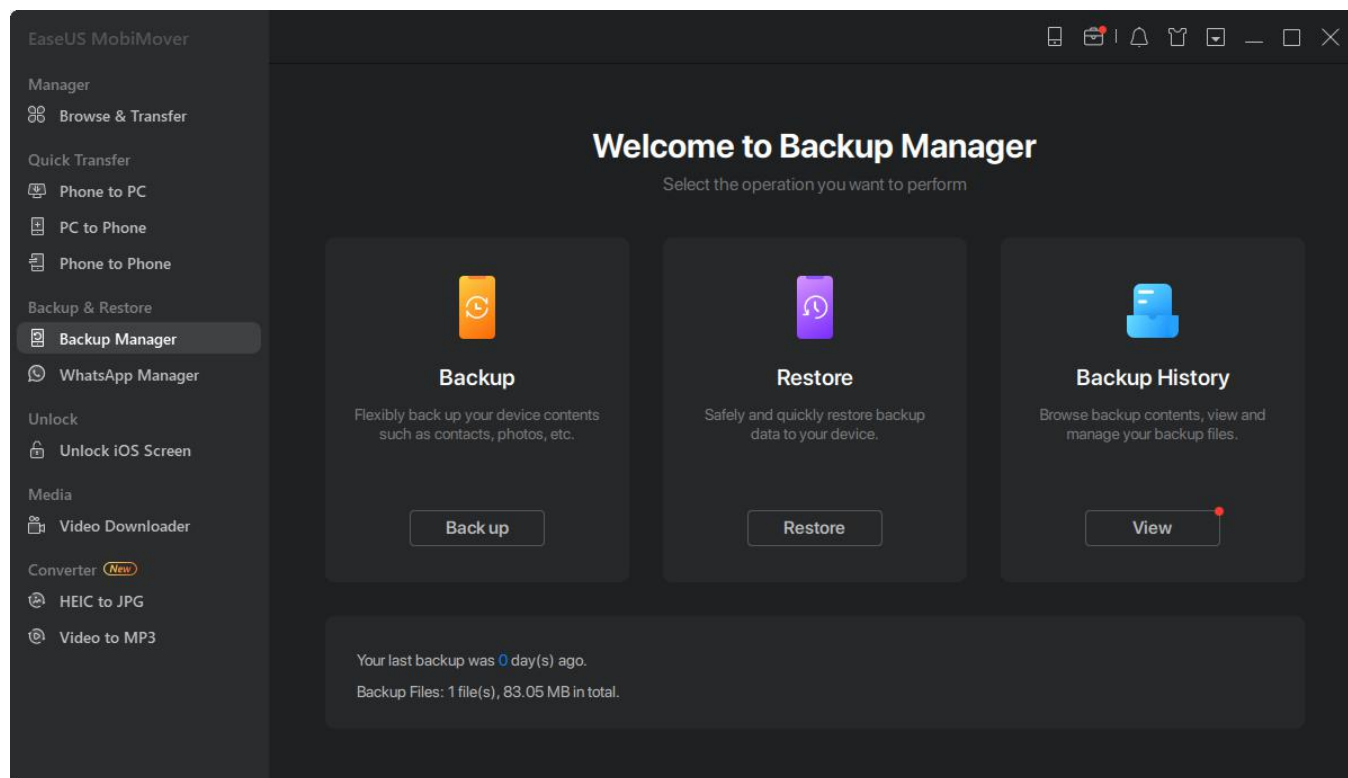 EaseUS MobiMover
Manager
Browse & Transfer
Quick Transfer
Phone to PC
PC to Phone
Phone to Phone
Backup & Restore
Backup Manager
WhatsApp Manager
Unlock
Unlock iOS Screen
Media
Video Downloader
Converter New
HEIC to JPG
Video to MP3
Welcome to Backup Manager
Select the operation you want to perform
Backup
Flexibly back up your device contents
such as contacts, photos, etc.
Back up
Restore
Safely and quickly restore backup
data to your device.
Restore
Backup History
Browse backup contents, view and
manage your backup files.
View
Your last backup was 0 day(s) ago.
Backup Files: 1 file(s), 83.05 MB in total.